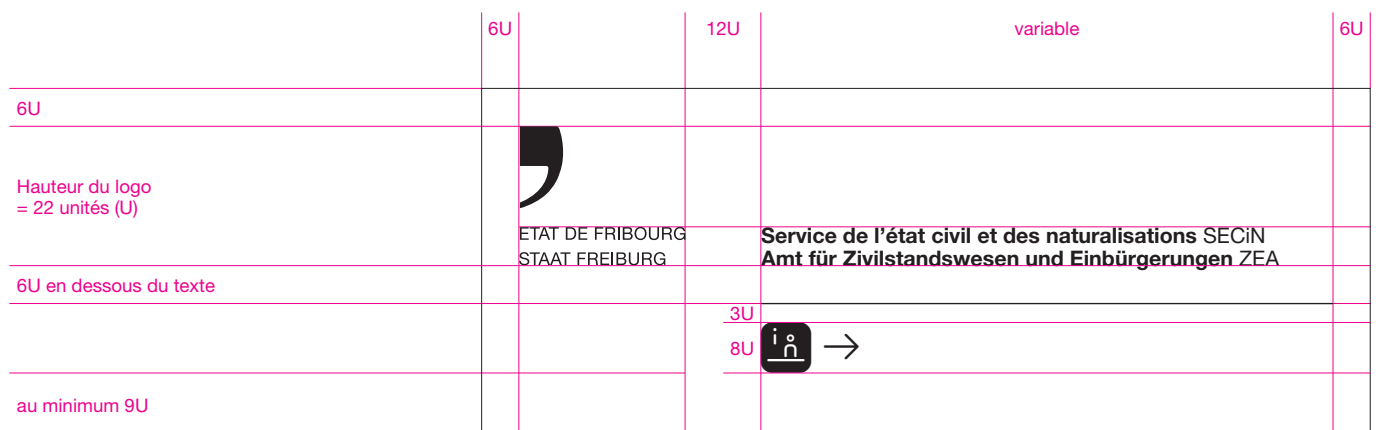 6U 12U variable 6U
6U
Hauteur du logo
= 22 unités (U)
ETAT DE FRIBOURG
STAAT FREIBURG
Service de l’état civil et des naturalisations SECiN
Amt für Zivilstandswesen und Einbürgerungen ZEA
6U en dessous du texte
3U
8U
i
au minimum 9U